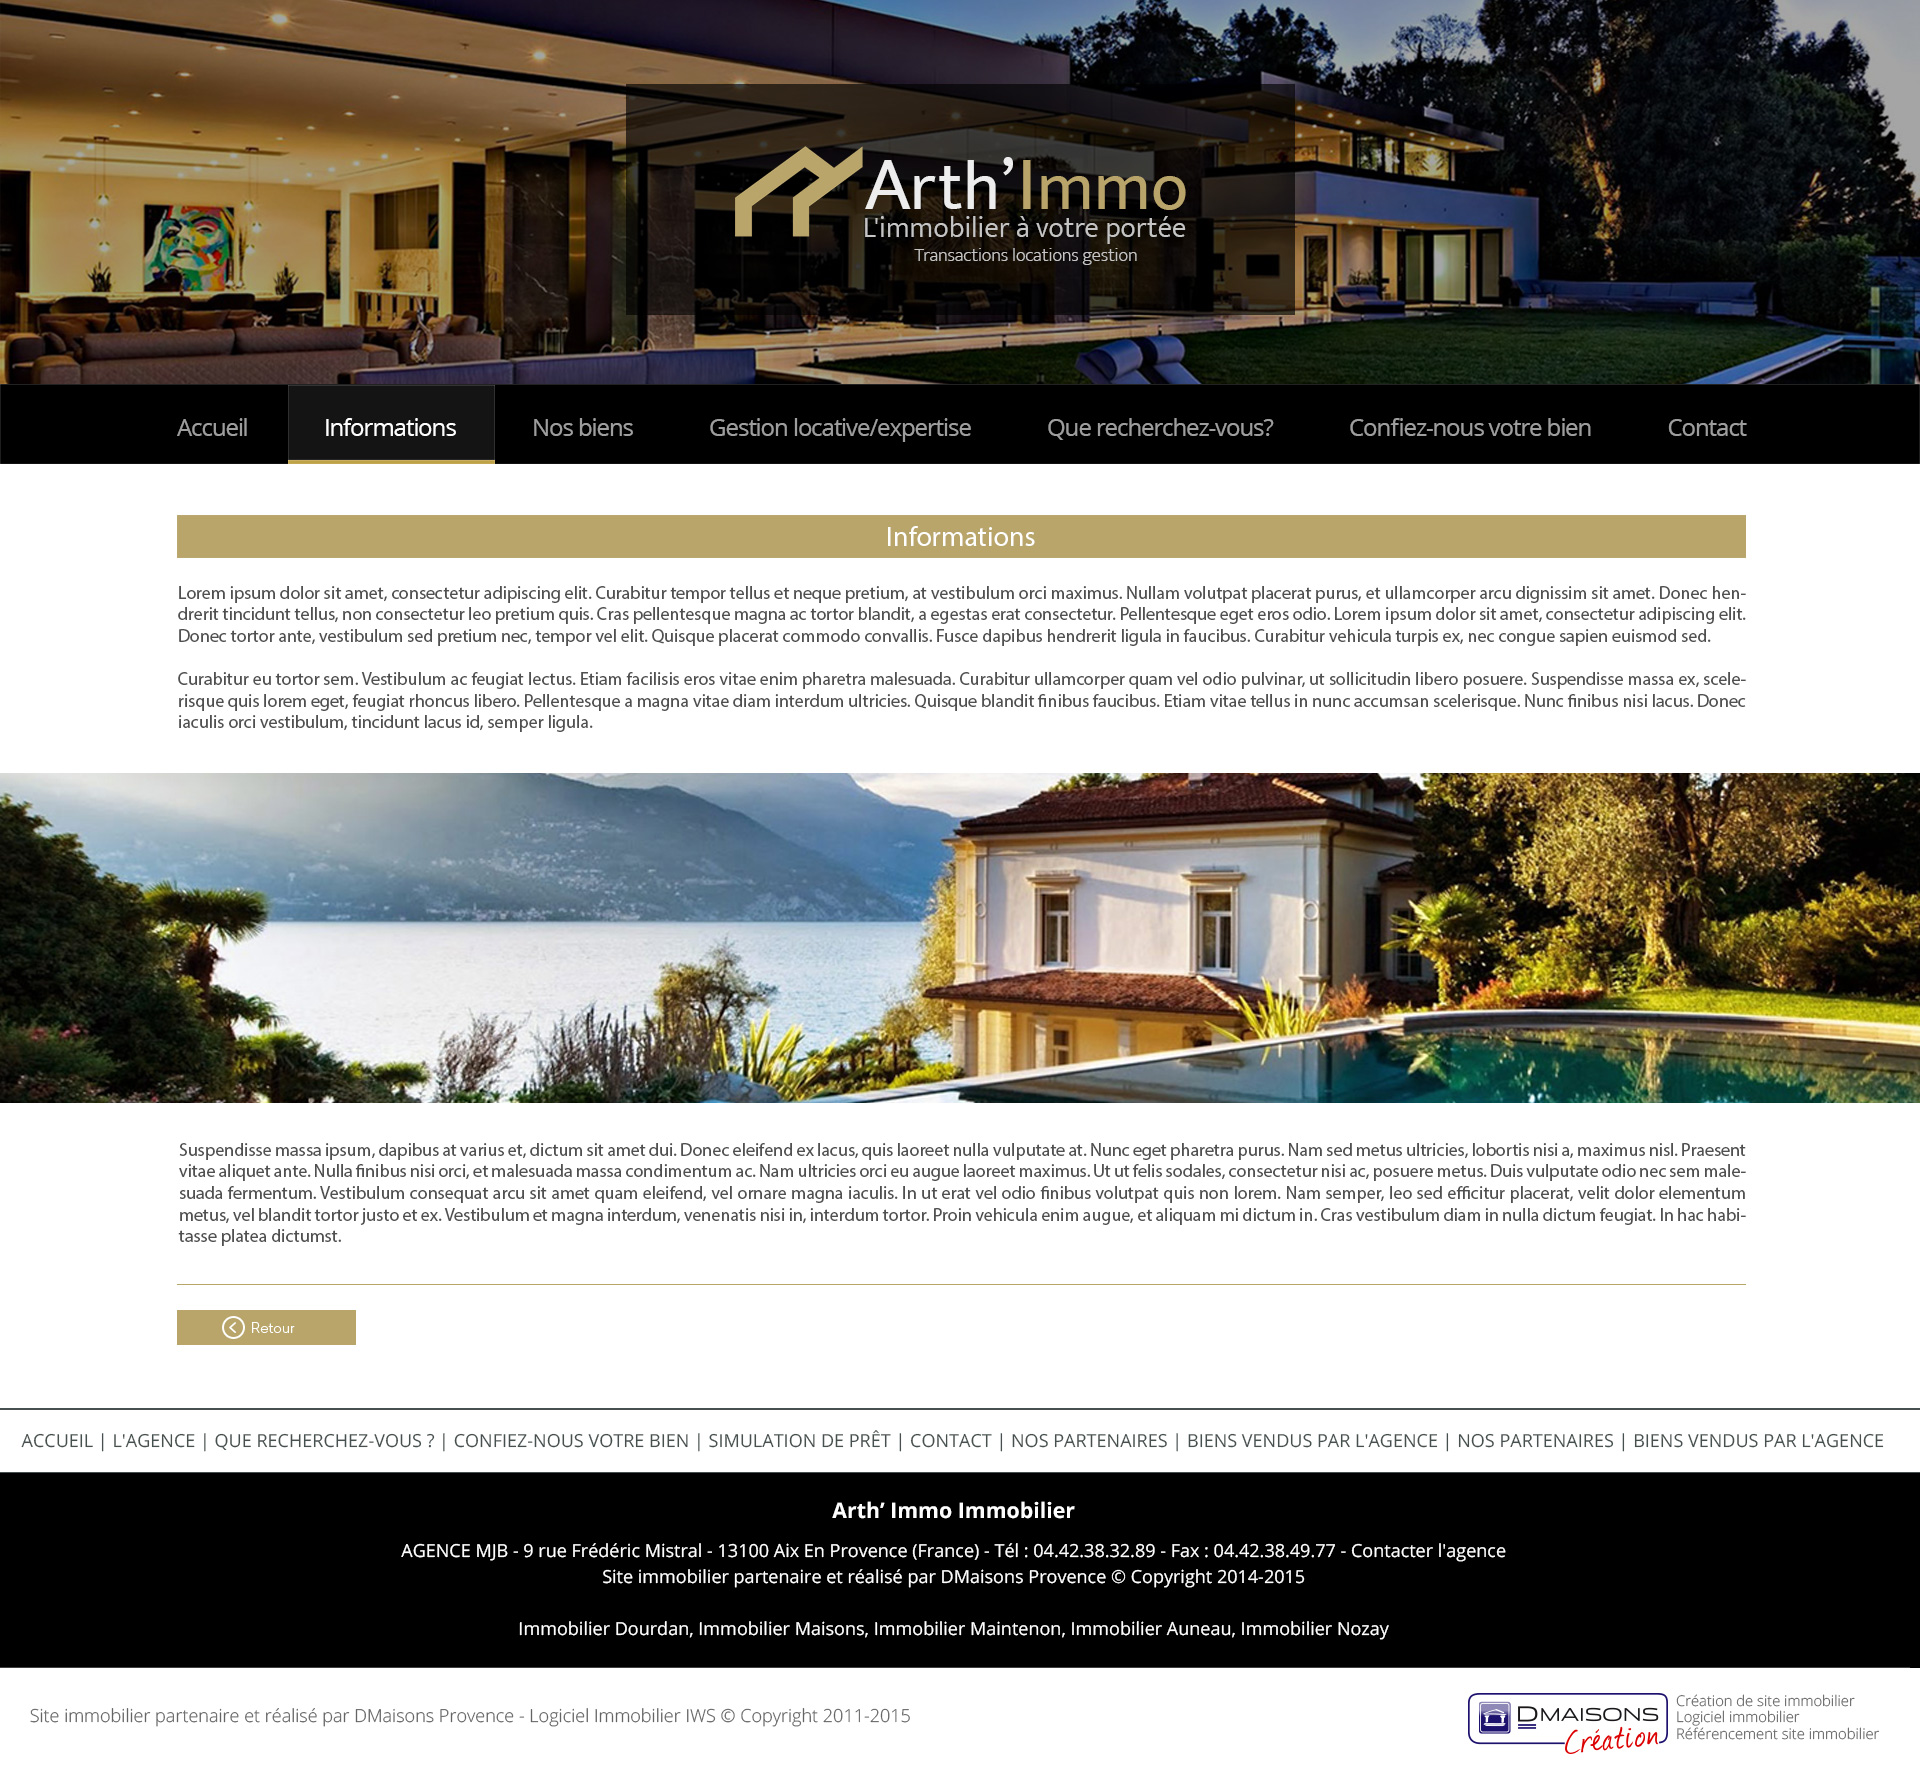 Arth’Immo
L'immobilier à votre portée
Transactions locations gestion
Accueil Informations Nos biens Gestion locative/expertise Que recherchez-vous? Confiez-nous votre bien Contact
Informations
Lorem ipsum dolor sit amet, consectetur adipiscing elit. Curabitur tempor tellus et neque pretium, at vestibulum orci maximus. Nullam volutpat placerat purus, et ullamcorper arcu dignissim sit amet. Donec hen-
drerit tincidunt tellus, non consectetur leo pretium quis. Cras pellentesque magna ac tortor blandit, a egestas erat consectetur. Pellentesque eget eros odio. Lorem ipsum dolor sit amet, consectetur adipiscing elit.
Donec tortor ante, vestibulum sed pretium nec, tempor vel elit. Quisque placerat commodo convallis. Fusce dapibus hendrerit ligula in faucibus. Curabitur vehicula turpis ex, nec congue sapien euismod sed.
Curabitur eu tortor sem. Vestibulum ac feugiat lectus. Etiam facilisis eros vitae enim pharetra malesuada. Curabitur ullamcorper quam vel odio pulvinar, ut sollicitudin libero posuere. Suspendisse massa ex, scele-
risque quis lorem eget, feugiat rhoncus libero. Pellentesque a magna vitae diam interdum ultricies. Quisque blandit finibus faucibus. Etiam vitae tellus in nunc accumsan scelerisque. Nunc finibus nisi lacus. Donec
iaculis orci vestibulum, tincidunt lacus id, semper ligula.
Suspendisse massa ipsum, dapibus at varius et, dictum sit amet dui. Donec eleifend ex lacus, quis laoreet nulla vulputate at. Nunc eget pharetra purus. Nam sed metus ultricies, lobortis nisi a, maximus nisl. Praesent
vitae aliquet ante. Nulla finibus nisi orci, et malesuada massa condimentum ac. Nam ultricies orci eu augue laoreet maximus. Ut ut felis sodales, consectetur nisi ac, posuere metus. Duis vulputate odio nec sem male-
suada fermentum. Vestibulum consequat arcu sit amet quam eleifend, vel ornare magna iaculis. In ut erat vel odio finibus volutpat quis non lorem. Nam semper, leo sed efficitur placerat, velit dolor elementum
metus, vel blandit tortor justo et ex. Vestibulum et magna interdum, venenatis nisi in, interdum tortor. Proin vehicula enim augue, et aliquam mi dictum in. Cras vestibulum diam in nulla dictum feugiat. In hac habi-
tasse platea dictumst.
Retour
ACCUEIL | L'AGENCE | QUE RECHERCHEZ-VOUS ? | CONFIEZ-NOUS VOTRE BIEN | SIMULATION DE PRÊT | CONTACT | NOS PARTENAIRES | BIENS VENDUS PAR L'AGENCE | NOS PARTENAIRES | BIENS VENDUS PAR L'AGENCE
Arth’ Immo Immobilier
AGENCE MJB - 9 rue Frédéric Mistral - 13100 Aix En Provence (France) - Tél : 04.42.38.32.89 - Fax : 04.42.38.49.77 - Contacter l'agence
Site immobilier partenaire et réalisé par DMaisons Provence © Copyright 2014-2015
Immobilier Dourdan, Immobilier Maisons, Immobilier Maintenon, Immobilier Auneau, Immobilier Nozay
Site immobilier partenaire et réalisé par DMaisons Provence - Logiciel Immobilier IWS © Copyright 2011-2015
DMAISONS
Création
Création de site immobilier
Logiciel immobilier
Référencement site immobilier